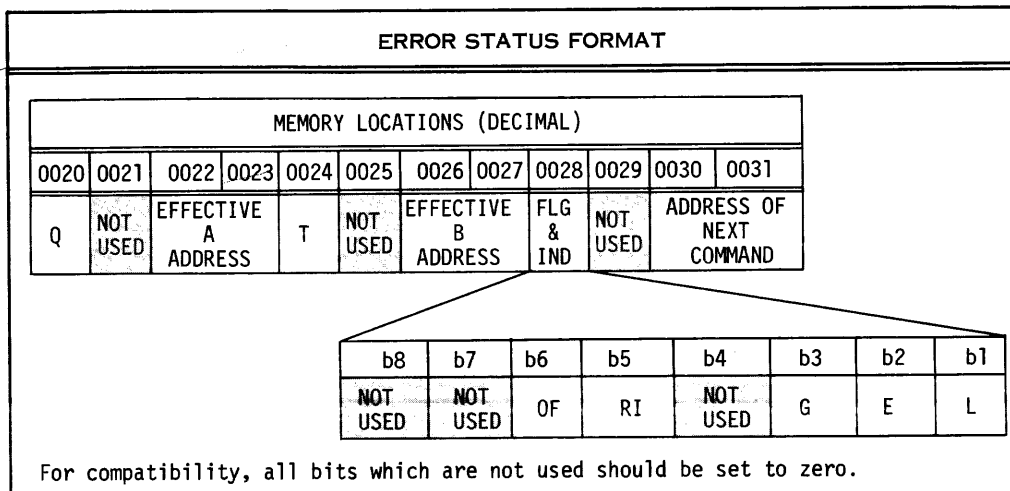 ERROR STATUS FORMAT
MEMORY LOCATIONS (DECIMAL)
0020 0021 0022 0023 0024 0025 0026 0027 0028 0029 0030 0031
Q NOT USED EFFECTIVE A ADDRESS T NOT USED EFFECTIVE B ADDRESS FLG & IND NOT USED ADDRESS OF NEXT COMMAND
b8 b7 b6 b5 b4 b3 b2 b1
NOT USED NOT USED OF RI NOT USED G E L
For compatibility, all bits which are not used should be set to zero.